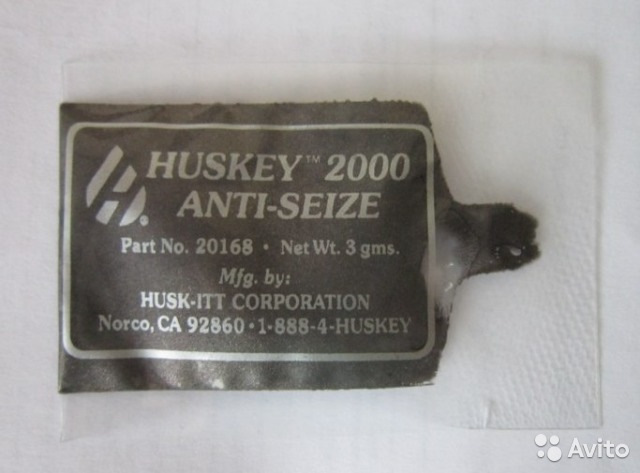 HUSKEY™ 2000
ANTI-SEIZE
®
Part No. 20168 • Net Wt. 3 gms.
Mfg. by:
HUSK-ITT CORPORATION
Norco, CA 92860 • 1-888-4-HUSKEY
Avito